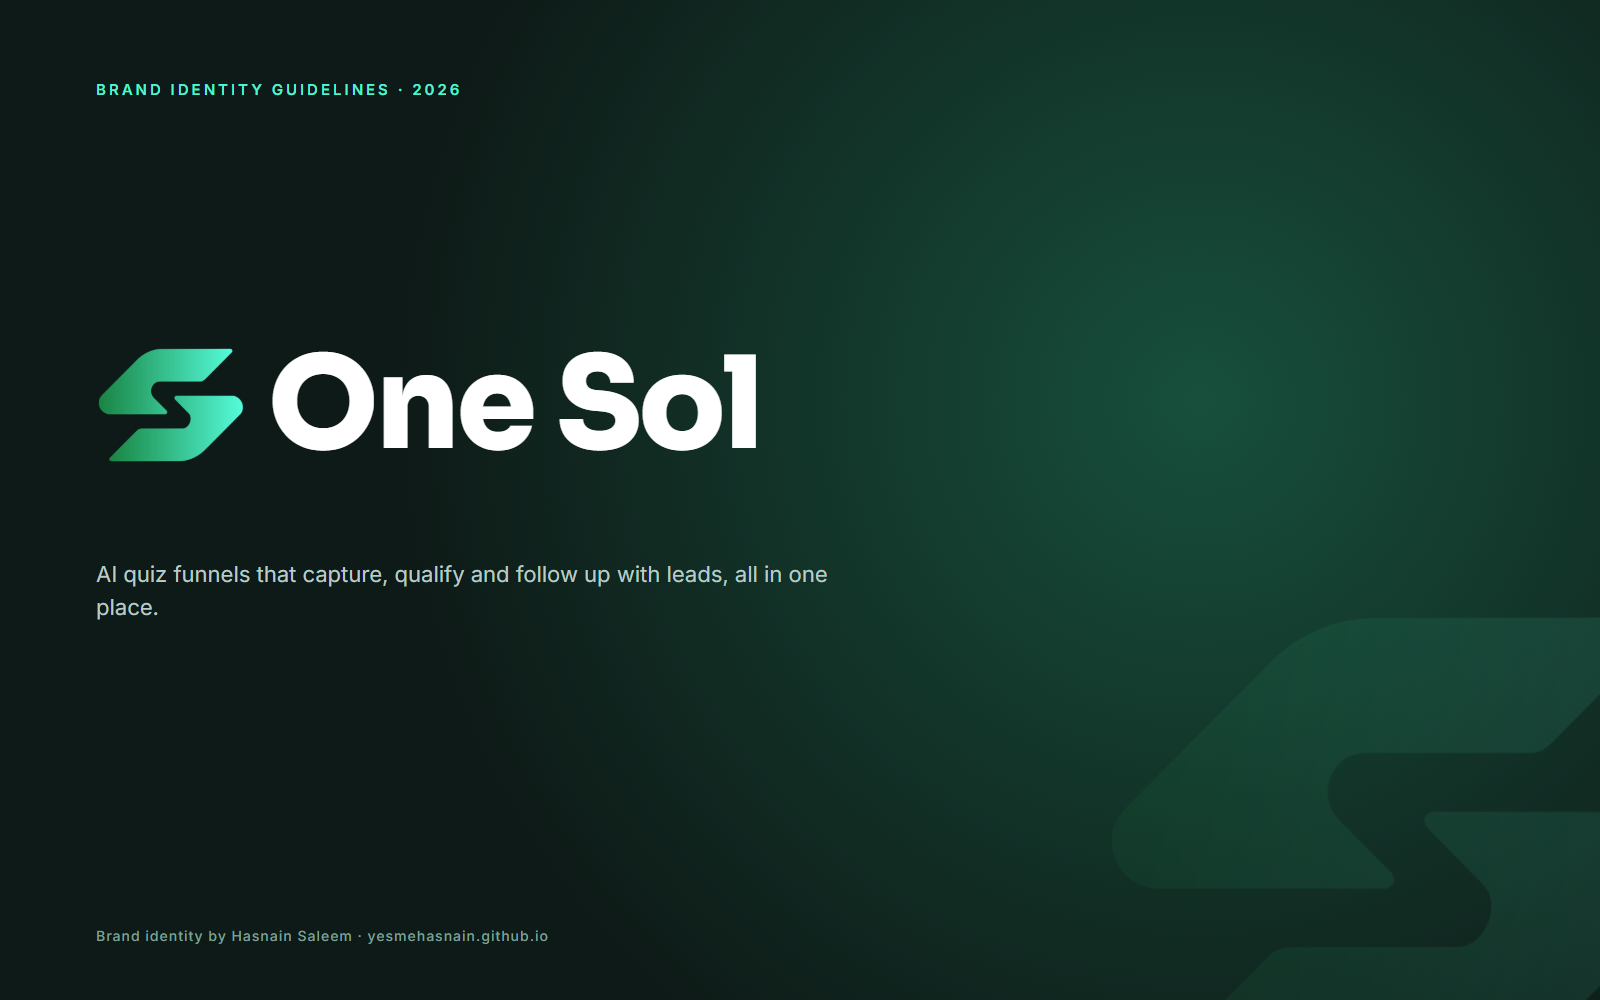 BRAND IDENTITY GUIDELINES · 2026
One Sol
AI quiz funnels that capture, qualify and follow up with leads, all in one
place.
Brand identity by Hasnain Saleem · yesmehasnain.github.io